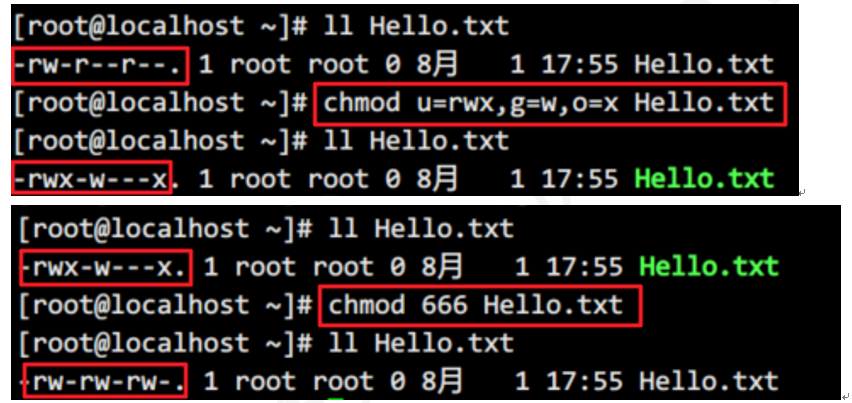 [root@localhost ~]# ll Hello.txt
-rw-r--r--. 1 root root 0 8月   1 17:55 Hello.txt
[root@localhost ~]# chmod u=rwx,g=w,o=x Hello.txt
[root@localhost ~]# ll Hello.txt
-rwx-w---x. 1 root root 0 8月   1 17:55 Hello.txt
[root@localhost ~]# ll Hello.txt
-rwx-w---x. 1 root root 0 8月   1 17:55 Hello.txt
[root@localhost ~]# chmod 666 Hello.txt
[root@localhost ~]# ll Hello.txt
-rw-rw-rw-. 1 root root 0 8月   1 17:55 Hello.txt